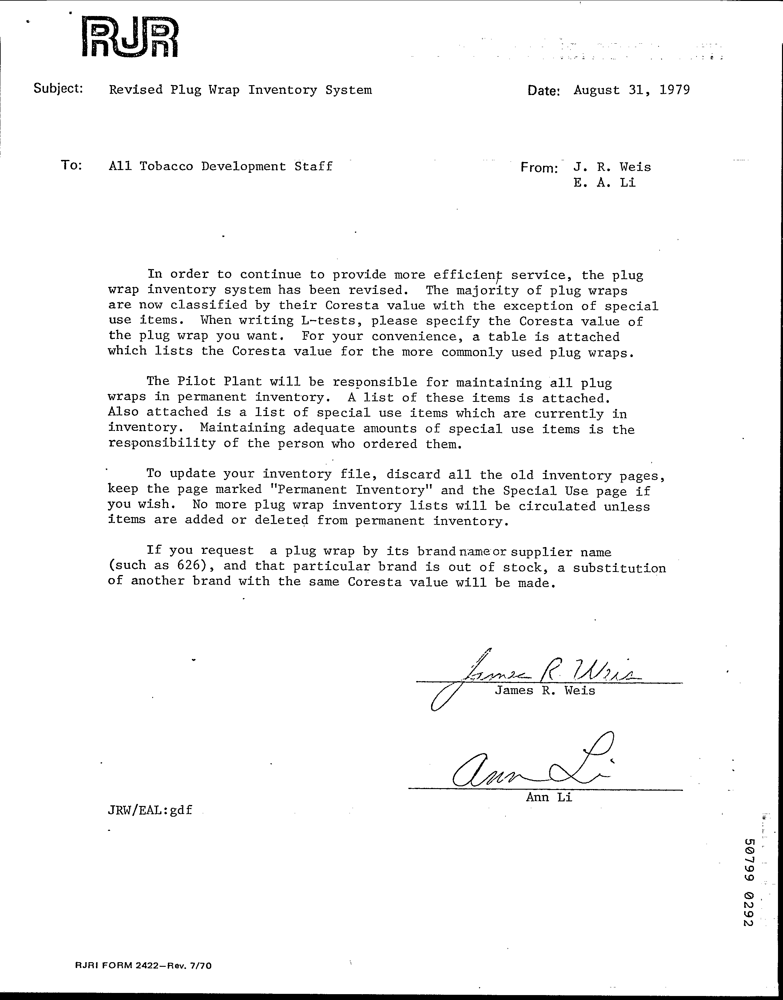 RJR
Subject: Revised Plug Wrap Inventory System Date: August 31, 1979
To: All Tobacco Development Staff From: J. R. Weis
E. A. Li
In order to continue to provide more efficient service, the plug
wrap inventory system has been revised. The majority of plug wraps
are now classified by their Coresta value with the exception of special
use items. When writing L-tests, please specify the Coresta value of
the plug wrap you want. For your convenience, a table is attached
which lists the Coresta value for the more commonly used plug wraps.
The Pilot Plant will be responsible for maintaining all plug
wraps in permanent inventory. A list of these items is attached.
Also attached is a list of special use items which are currently in
inventory. Maintaining adequate amounts of special use items is the
responsibility of the person who ordered them.
To update your inventory file, discard all the old inventory pages,
keep the page marked "Permanent Inventory" and the Special Use page if
you wish. No more plug wrap inventory lists will be circulated unless
items are added or deleted from permanent inventory.
If you request a plug wrap by its brand name or supplier name
(such as 626), and that particular brand is out of stock, a substitution
of another brand with the same Coresta value will be made.
James R. Weis
James R. Weis
Ann Li
Ann Li
JRW/EAL:gdf
50799 0292
RJRI FORM 2422—Rev. 7/70